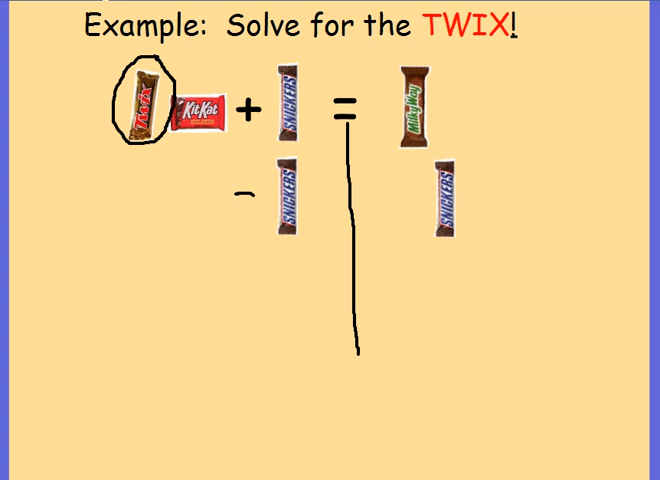 Example: Solve for the TWIX!
Twix KitKat + SNICKERS = MilkyWay
- SNICKERS SNICKERS